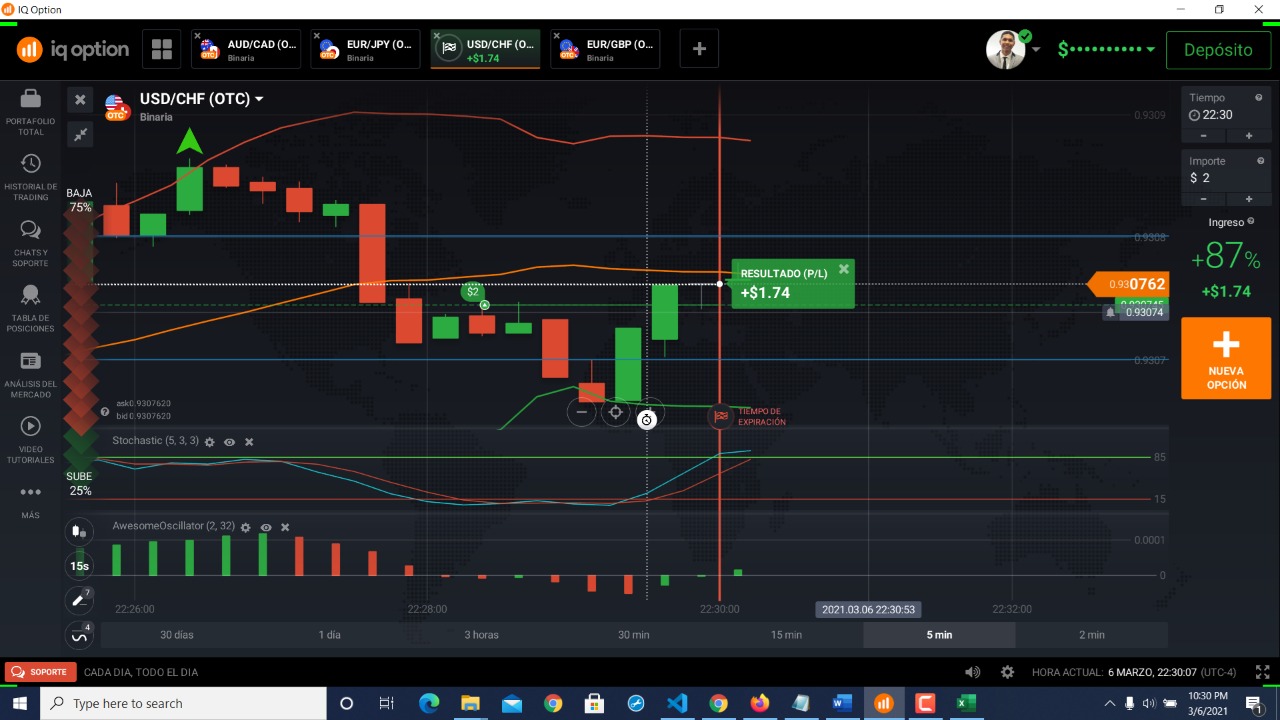 IQ Option
iq option
AUD/CAD (O...
Binaria
EUR/JPY (O...
Binaria
USD/CHF (O...
+$1.74
EUR/GBP (O...
Binaria
$••••••••••
Depósito
PORTAFOLIO
TOTAL
HISTORIAL DE
TRADING
CHATS Y
SOPORTE
TABLA DE
POSICIONES
ANÁLISIS DEL
MERCADO
VIDEO
TUTORIALES
MÁS
USD/CHF (OTC)
Binaria
BAJA
75%
SUBE
25%
$2
RESULTADO (P/L)
+$1.74
0.9309
0.9308
0.930762
0.93074
0.9307
ask0.9307620
bid0.9307620
TIEMPO DE
EXPIRACIÓN
Stochastic (5, 3, 3)
85
15
AwesomeOscillator (2, 32)
0.0001
0
15s
7
4
22:26:00
22:28:00
22:30:00
2021.03.06 22:30:53
22:32:00
30 días
1 día
3 horas
30 min
15 min
5 min
2 min
Tiempo
22:30
Importe
$ 2
Ingreso
+87%
+$1.74
NUEVA
OPCIÓN
SOPORTE
CADA DIA, TODO EL DIA
HORA ACTUAL: 6 MARZO, 22:30:07 (UTC-4)
Type here to search
10:30 PM
3/6/2021